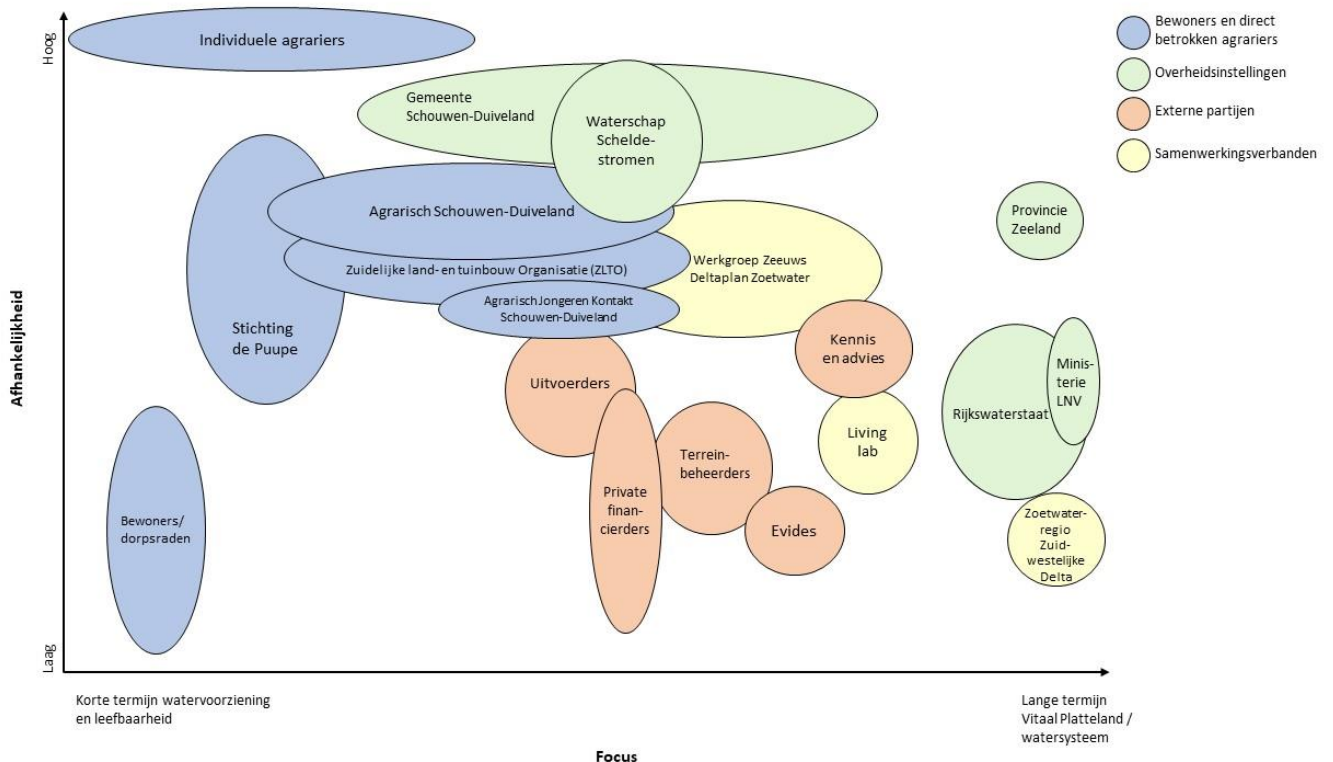 Hoog
Afhankelijkheid
Laag
Individuele agrariers
Gemeente
Schouwen-Duiveland
Waterschap
Schelde-
stromen
Agrarisch Schouwen-Duiveland
Zuidelijke land- en tuinbouw Organisatie (ZLTO)
Agrarisch Jongeren Kontakt
Schouwen-Duiveland
Werkgroep Zeeuws
Deltaplan Zoetwater
Stichting
de Puupe
Bewoners/
dorpsraden
Uitvoerders
Private
finan-
cierders
Terrein-
beheerders
Evides
Kennis
en advies
Living
lab
Provincie
Zeeland
Rijkswaterstaat
Minis-
terie
LNV
Zoetwater-
regio
Zuid-
westelijke
Delta
Bewoners en direct
betrokken agrariers
Overheidsinstellingen
Externe partijen
Samenwerkingsverbanden
Korte termijn watervoorziening
en leefbaarheid
Lange termijn
Vitaal Platteland /
watersysteem
Focus